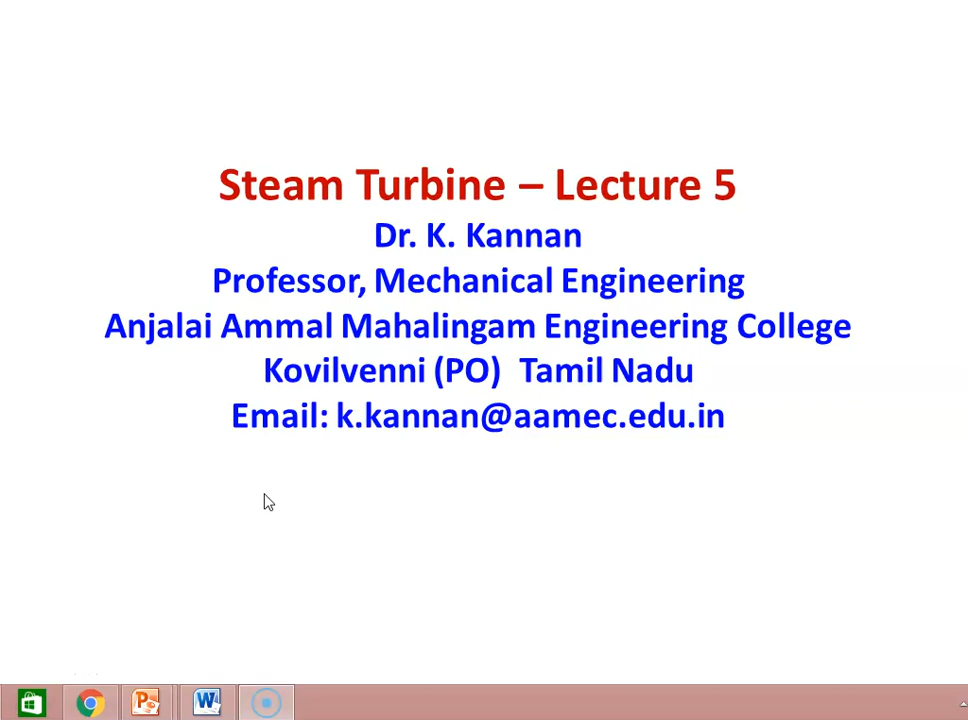 Steam Turbine – Lecture 5
Dr. K. Kannan
Professor, Mechanical Engineering
Anjalai Ammal Mahalingam Engineering College
Kovilvenni (PO)  Tamil Nadu
Email: k.kannan@aamec.edu.in